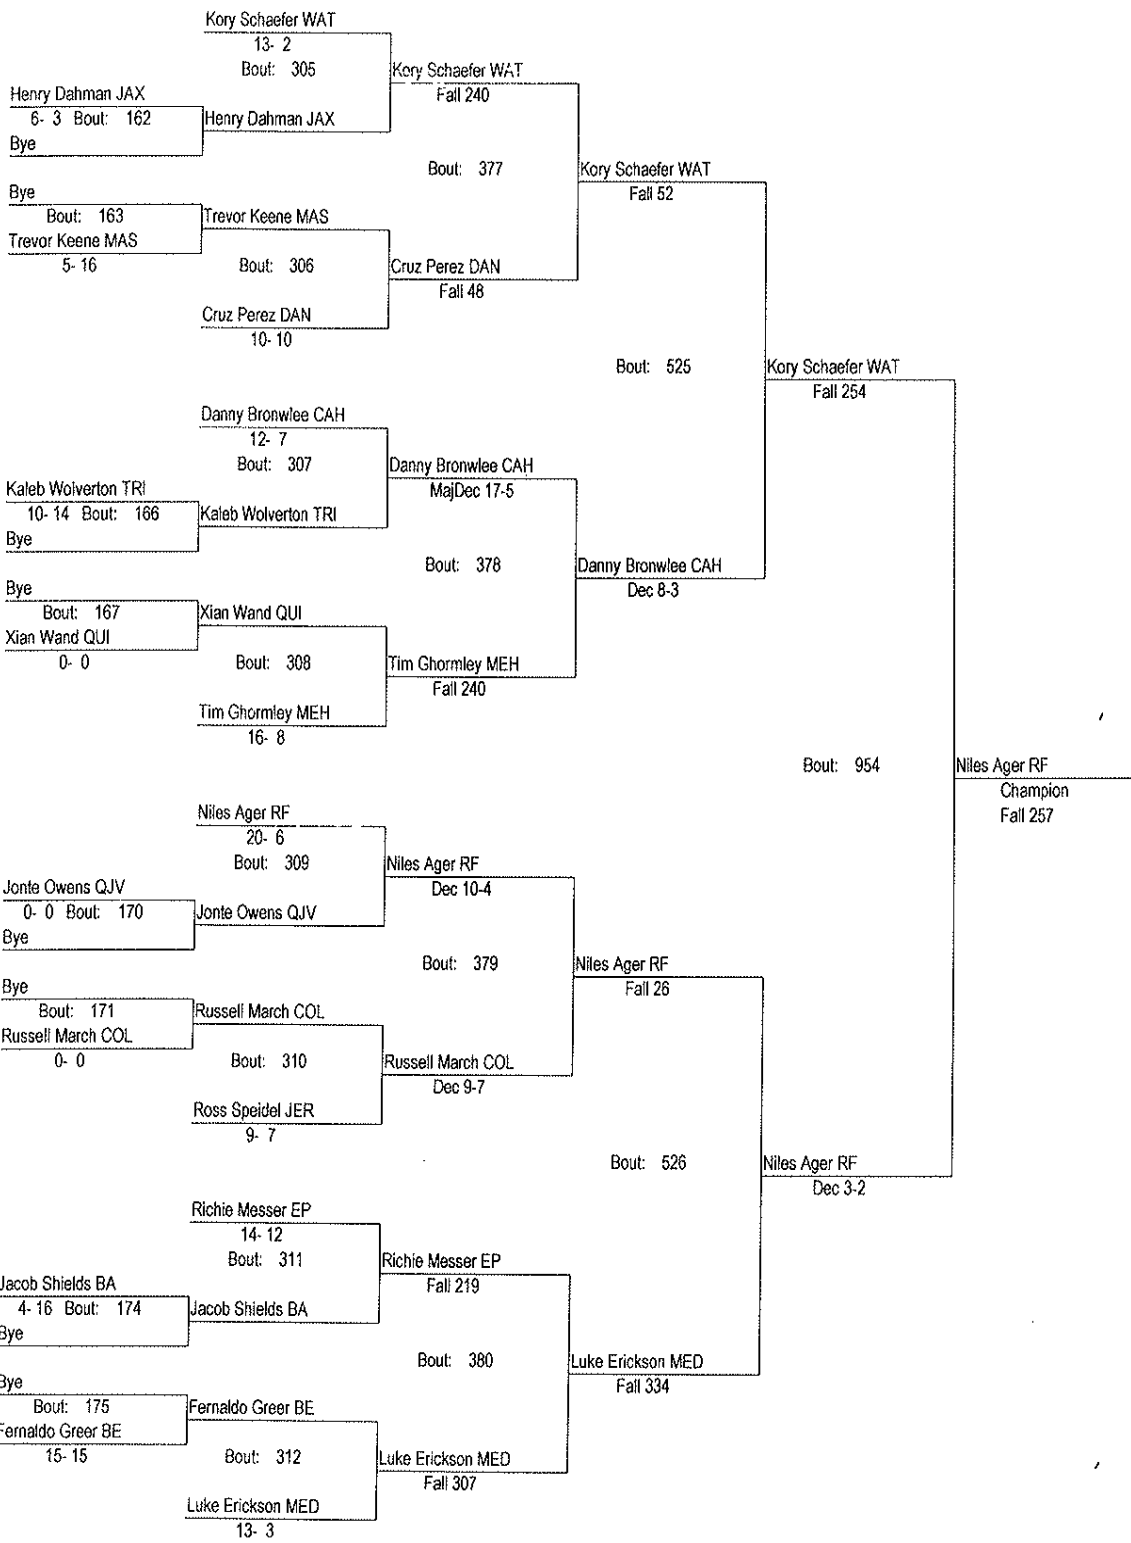 Kory Schaefer WAT
13- 2
Bout: 305
Kory Schaefer WAT
Fall 240
Henry Dahman JAX
6- 3 Bout: 162
Henry Dahman JAX
Bye
Bout: 377
Kory Schaefer WAT
Fall 52
Bye
Bout: 163
Trevor Keene MAS
Trevor Keene MAS
5- 16
Bout: 306
Cruz Perez DAN
Fall 48
Cruz Perez DAN
10- 10
Bout: 525
Kory Schaefer WAT
Fall 254
Danny Bronwlee CAH
12- 7
Bout: 307
Danny Bronwlee CAH
MajDec 17-5
Kaleb Wolverton TRI
10- 14 Bout: 166
Kaleb Wolverton TRI
Bye
Bout: 378
Danny Bronwlee CAH
Dec 8-3
Bye
Bout: 167
Xian Wand QUI
Xian Wand QUI
0- 0
Bout: 308
Tim Ghormley MEH
Fall 240
Tim Ghormley MEH
16- 8
Bout: 954
Niles Ager RF
Champion
Fall 257
Niles Ager RF
20- 6
Bout: 309
Niles Ager RF
Dec 10-4
Jonte Owens QJV
0- 0 Bout: 170
Jonte Owens QJV
Bye
Bout: 379
Niles Ager RF
Fall 26
Bye
Bout: 171
Russell March COL
Russell March COL
0- 0
Bout: 310
Russell March COL
Dec 9-7
Ross Speidel JER
9- 7
Bout: 526
Niles Ager RF
Dec 3-2
Richie Messer EP
14- 12
Bout: 311
Richie Messer EP
Fall 219
Jacob Shields BA
4- 16 Bout: 174
Jacob Shields BA
Bye
Bout: 380
Luke Erickson MED
Fall 334
Bye
Bout: 175
Fernaldo Greer BE
Fernaldo Greer BE
15- 15
Bout: 312
Luke Erickson MED
Fall 307
Luke Erickson MED
13- 3